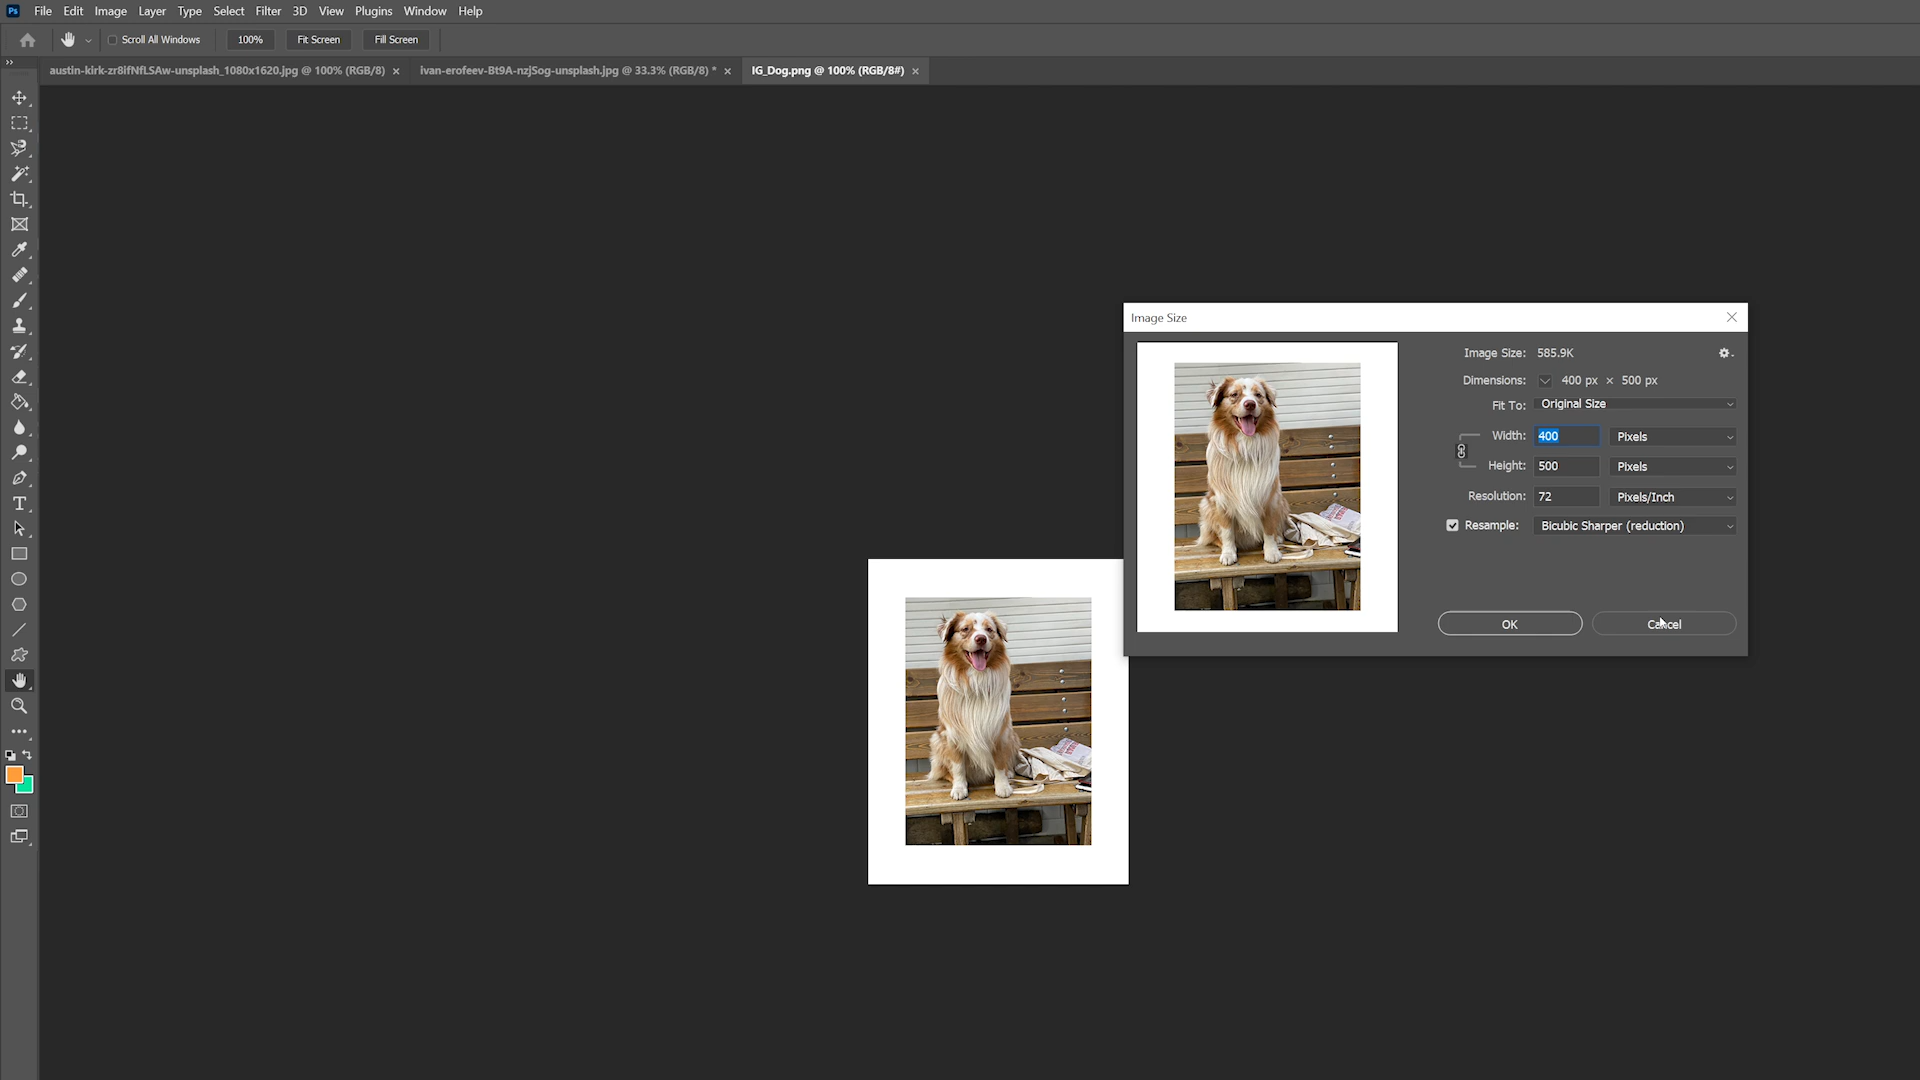 Ps File Edit Image Layer Type Select Filter 3D View Plugins Window Help
Scroll All Windows 100% Fit Screen Fill Screen
austin-kirk-zr8ifNfLSAw-unsplash_1080x1620.jpg @ 100% (RGB/8) × ivan-erofeev-Bt9A-nzjSog-unsplash.jpg @ 33.3% (RGB/8) * × IG_Dog.png @ 100% (RGB/8#) ×
Image Size
Image Size: 585.9K
Dimensions: 400 px × 500 px
Fit To: Original Size
Width: 400 Pixels
Height: 500 Pixels
Resolution: 72 Pixels/Inch
Resample: Bicubic Sharper (reduction)
OK Cancel